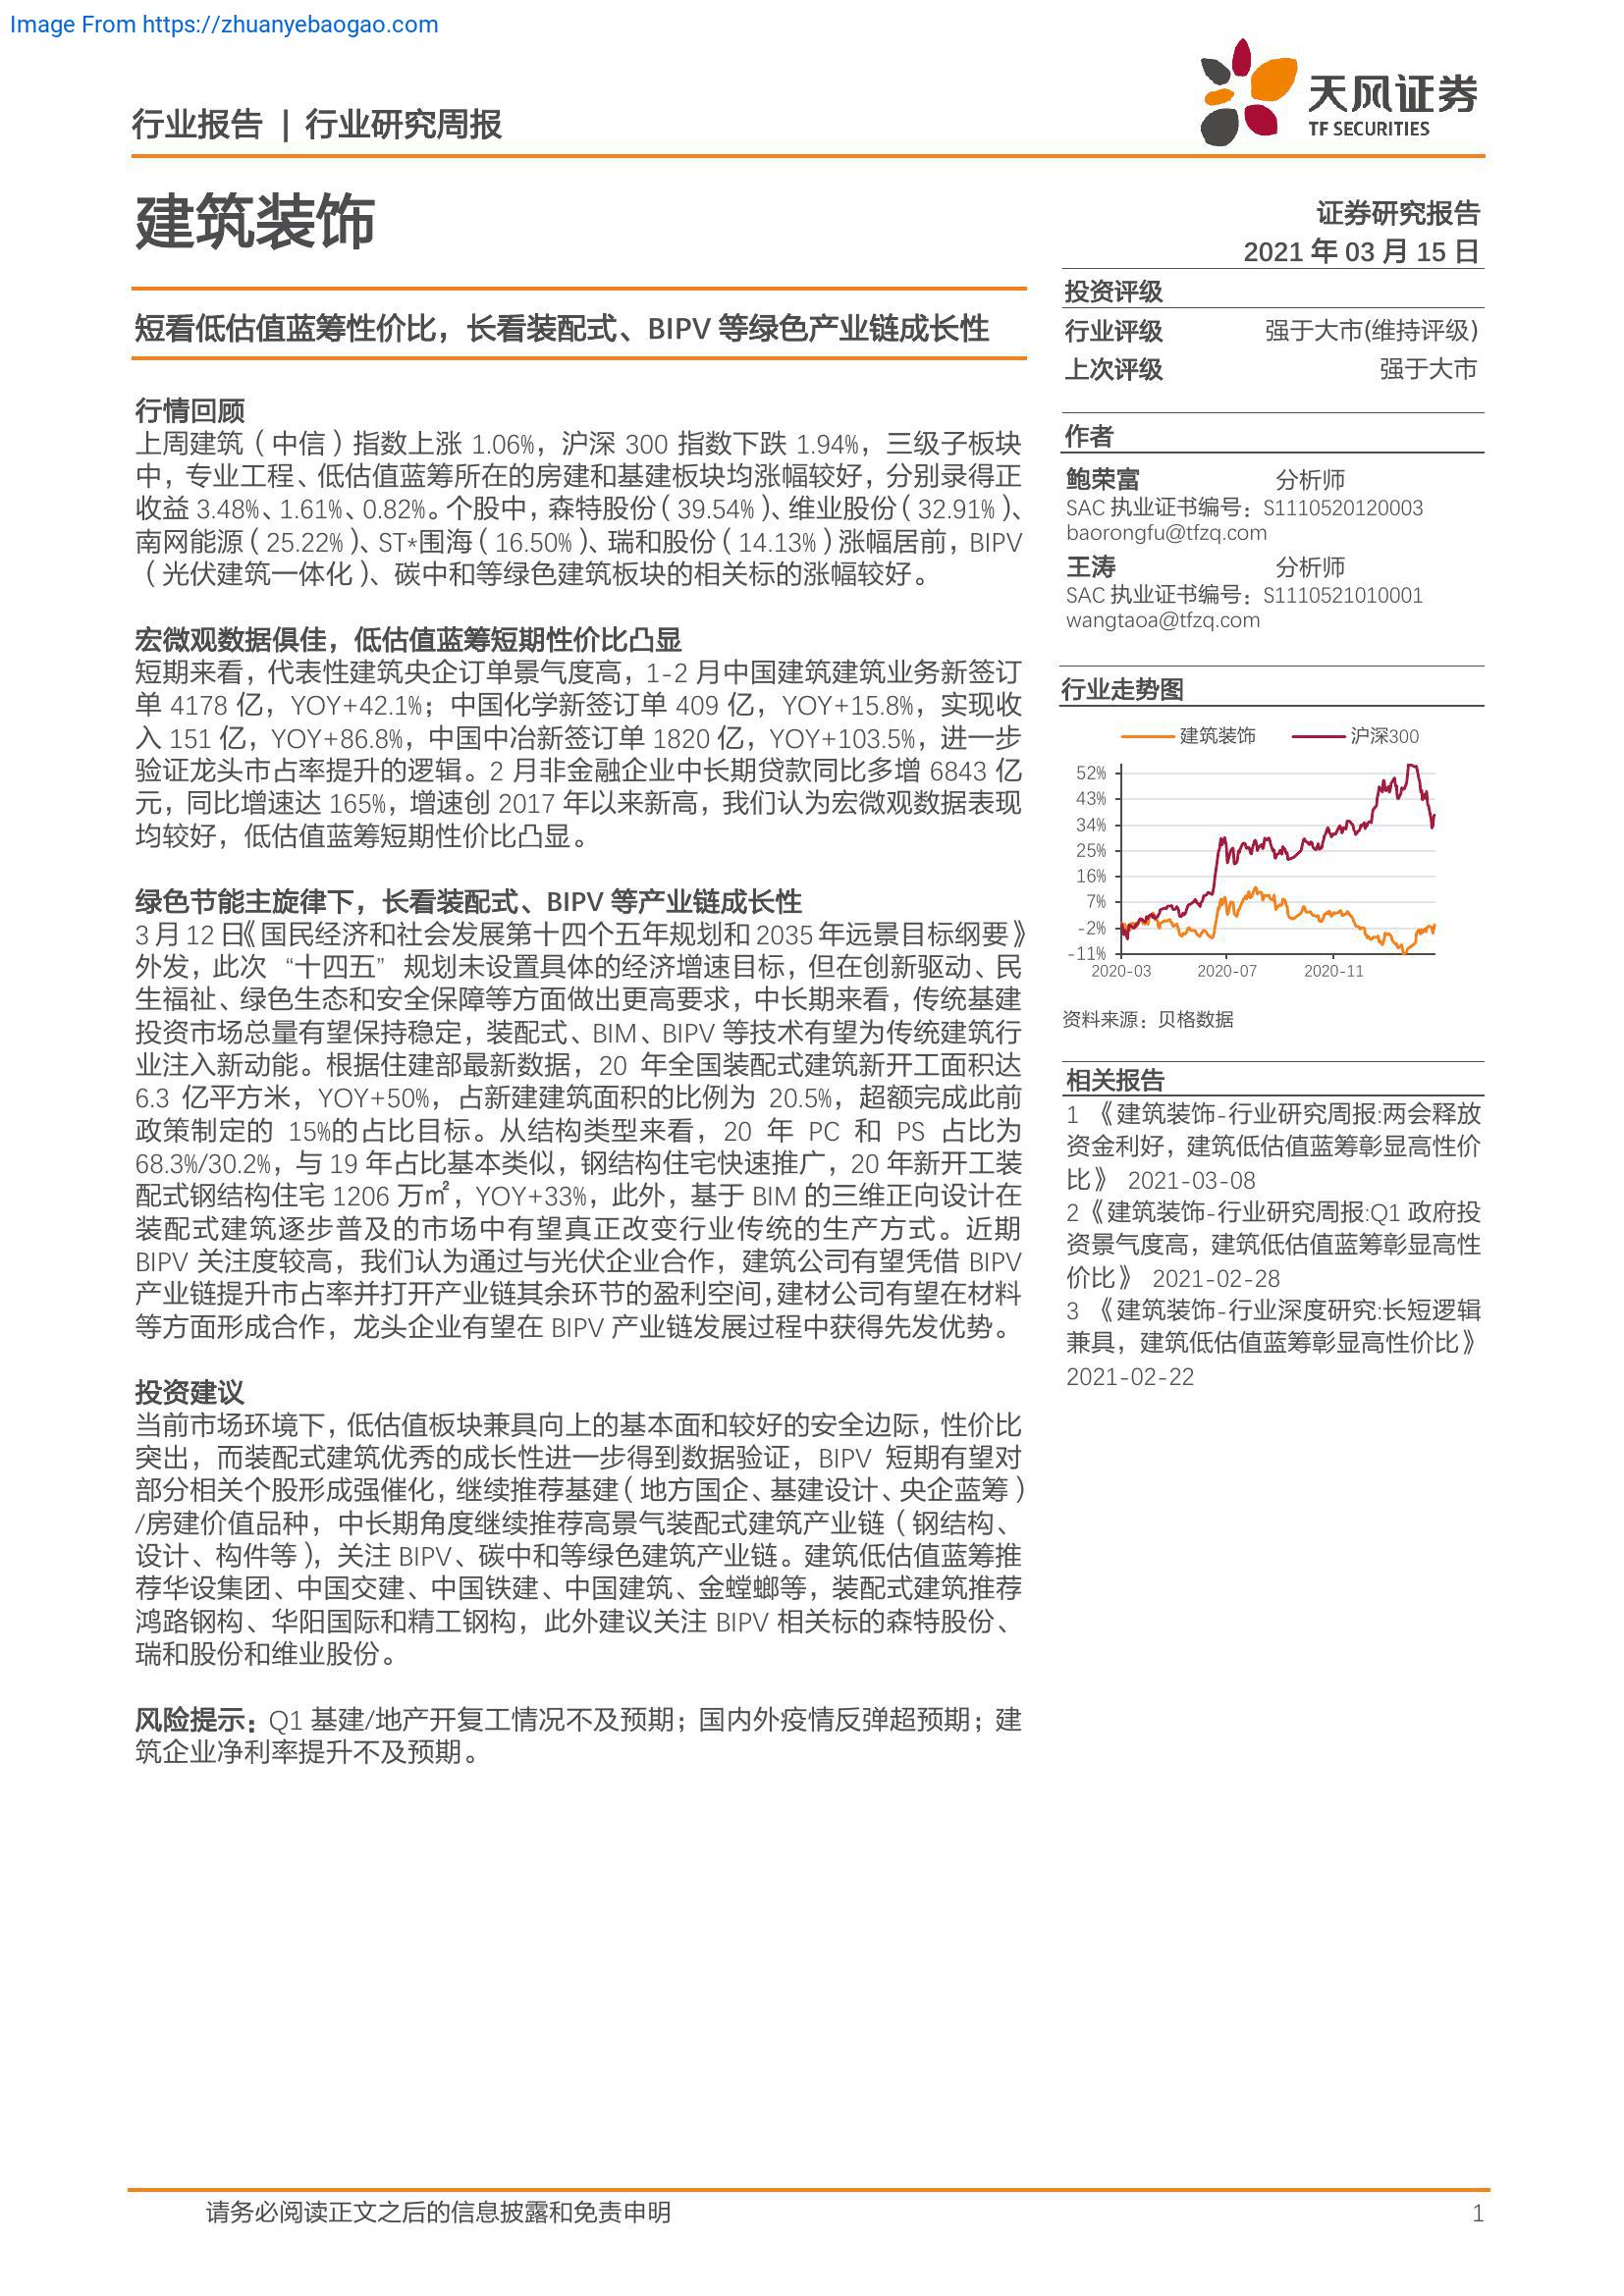 Image From https://zhuanyebaogao.com
行业报告 | 行业研究周报
天风证券
TF SECURITIES
建筑装饰
证券研究报告
2021 年 03 月 15 日
短看低估值蓝筹性价比，长看装配式、BIPV 等绿色产业链成长性
行情回顾
上周建筑（中信）指数上涨 1.06%，沪深 300 指数下跌 1.94%，三级子板块
中，专业工程、低估值蓝筹所在的房建和基建板块均涨幅较好，分别录得正
收益 3.48%、1.61%、0.82%。个股中，森特股份（39.54%）、维业股份（32.91%）、
南网能源（25.22%）、ST*围海（16.50%）、瑞和股份（14.13%）涨幅居前，BIPV
（光伏建筑一体化）、碳中和等绿色建筑板块的相关标的涨幅较好。
宏微观数据俱佳，低估值蓝筹短期性价比凸显
短期来看，代表性建筑央企订单景气度高，1-2 月中国建筑建筑业务新签订
单 4178 亿，YOY+42.1%；中国化学新签订单 409 亿，YOY+15.8%，实现收
入 151 亿，YOY+86.8%，中国中冶新签订单 1820 亿，YOY+103.5%，进一步
验证龙头市占率提升的逻辑。2 月非金融企业中长期贷款同比多增 6843 亿
元，同比增速达 165%，增速创 2017 年以来新高，我们认为宏微观数据表现
均较好，低估值蓝筹短期性价比凸显。
绿色节能主旋律下，长看装配式、BIPV 等产业链成长性
3 月 12 日《国民经济和社会发展第十四个五年规划和 2035 年远景目标纲要》
外发，此次 “十四五” 规划未设置具体的经济增速目标，但在创新驱动、民
生福祉、绿色生态和安全保障等方面做出更高要求，中长期来看，传统基建
投资市场总量有望保持稳定，装配式、BIM、BIPV 等技术有望为传统建筑行
业注入新动能。根据住建部最新数据，20 年全国装配式建筑新开工面积达
6.3 亿平方米，YOY+50%，占新建建筑面积的比例为 20.5%，超额完成此前
政策制定的 15%的占比目标。从结构类型来看，20 年 PC 和 PS 占比为
68.3%/30.2%，与 19 年占比基本类似，钢结构住宅快速推广，20 年新开工装
配式钢结构住宅 1206 万㎡，YOY+33%，此外，基于 BIM 的三维正向设计在
装配式建筑逐步普及的市场中有望真正改变行业传统的生产方式。近期
BIPV 关注度较高，我们认为通过与光伏企业合作，建筑公司有望凭借 BIPV
产业链提升市占率并打开产业链其余环节的盈利空间，建材公司有望在材料
等方面形成合作，龙头企业有望在 BIPV 产业链发展过程中获得先发优势。
投资建议
当前市场环境下，低估值板块兼具向上的基本面和较好的安全边际，性价比
突出，而装配式建筑优秀的成长性进一步得到数据验证，BIPV 短期有望对
部分相关个股形成强催化，继续推荐基建（地方国企、基建设计、央企蓝筹）
/房建价值品种，中长期角度继续推荐高景气装配式建筑产业链（钢结构、
设计、构件等），关注 BIPV、碳中和等绿色建筑产业链。建筑低估值蓝筹推
荐华设集团、中国交建、中国铁建、中国建筑、金螳螂等，装配式建筑推荐
鸿路钢构、华阳国际和精工钢构，此外建议关注 BIPV 相关标的森特股份、
瑞和股份和维业股份。
风险提示：Q1 基建/地产开复工情况不及预期；国内外疫情反弹超预期；建
筑企业净利率提升不及预期。
投资评级
行业评级 强于大市(维持评级)
上次评级 强于大市
作者
鲍荣富 分析师
SAC 执业证书编号：S1110520120003
baorongfu@tfzq.com
王涛 分析师
SAC 执业证书编号：S1110521010001
wangtaoa@tfzq.com
行业走势图
建筑装饰 沪深300
52%
43%
34%
25%
16%
7%
-2%
-11%
2020-03 2020-07 2020-11
资料来源：贝格数据
相关报告
1 《建筑装饰-行业研究周报:两会释放
资金利好，建筑低估值蓝筹彰显高性价
比》 2021-03-08
2《建筑装饰-行业研究周报:Q1 政府投
资景气度高，建筑低估值蓝筹彰显高性
价比》 2021-02-28
3 《建筑装饰-行业深度研究:长短逻辑
兼具，建筑低估值蓝筹彰显高性价比》
2021-02-22
请务必阅读正文之后的信息披露和免责申明 1